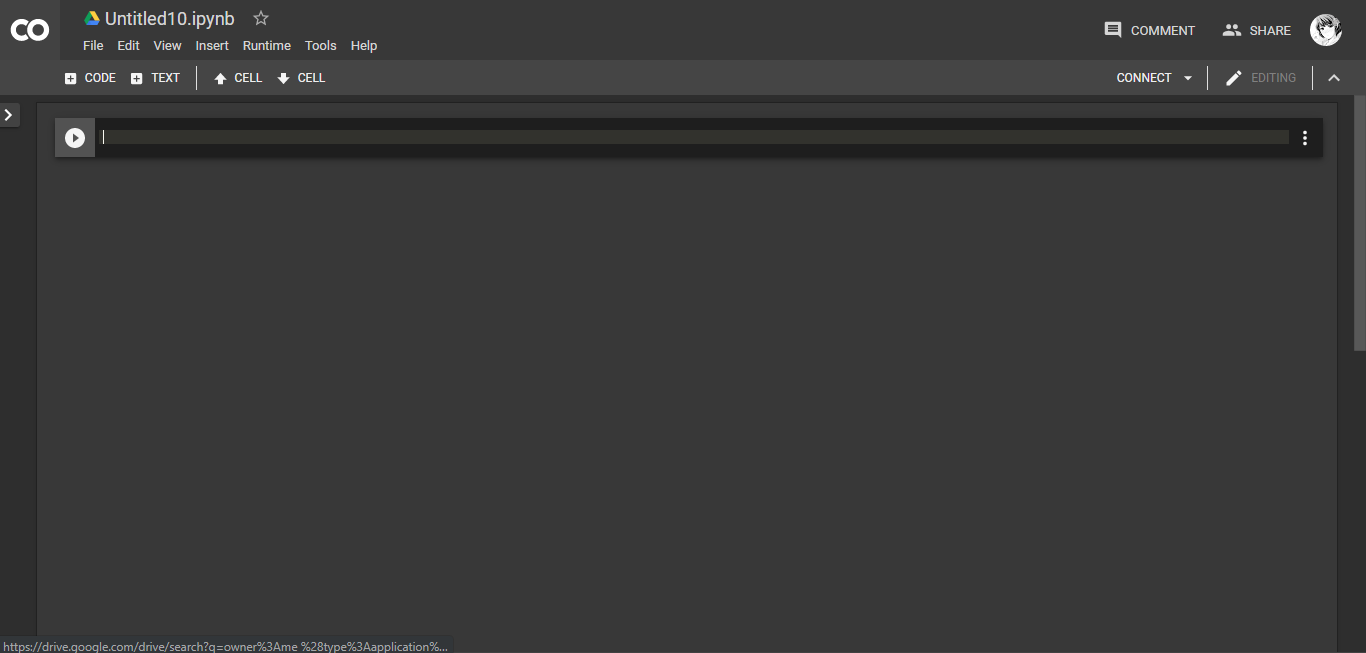 CO Untitled10.ipynb
File Edit View Insert Runtime Tools Help
COMMENT SHARE
CODE TEXT CELL CELL
CONNECT EDITING
https://drive.google.com/drive/search?q=owner%3Ame %28type%3Aapplication%...